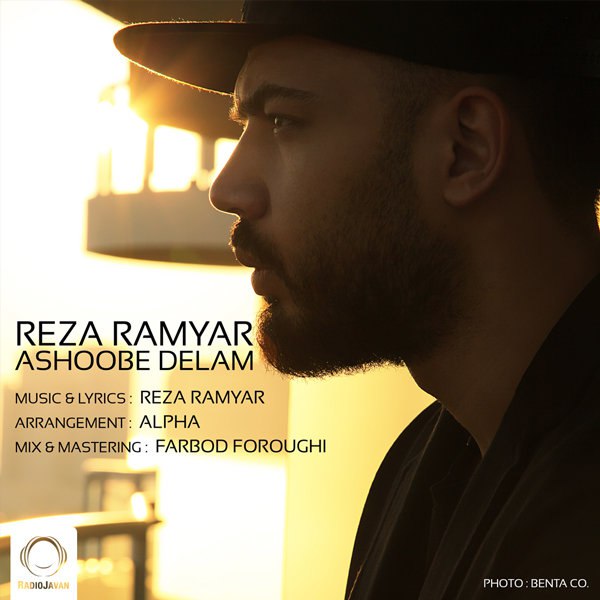 REZA RAMYAR
ASHOOBE DELAM
MUSIC & LYRICS : REZA RAMYAR
ARRANGEMENT : ALPHA
MIX & MASTERING : FARBOD FOROUGHI
RADIOJAVAN
PHOTO : BENTA CO.